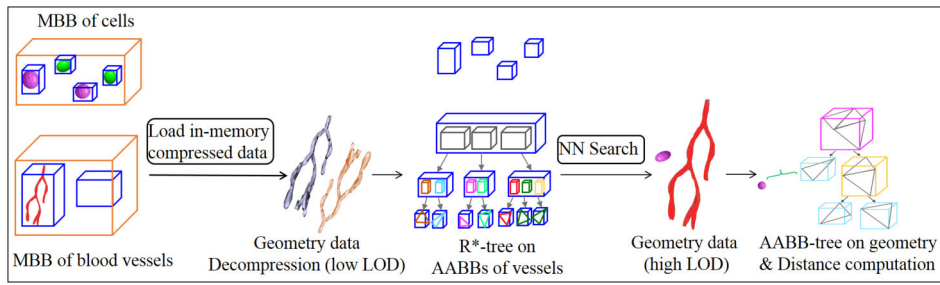 MBB of cells
Load in-memory
compressed data
NN Search
MBB of blood vessels
Geometry data
Decompression (low LOD)
R*-tree on
AABBs of vessels
Geometry data
(high LOD)
AABB-tree on geometry
& Distance computation